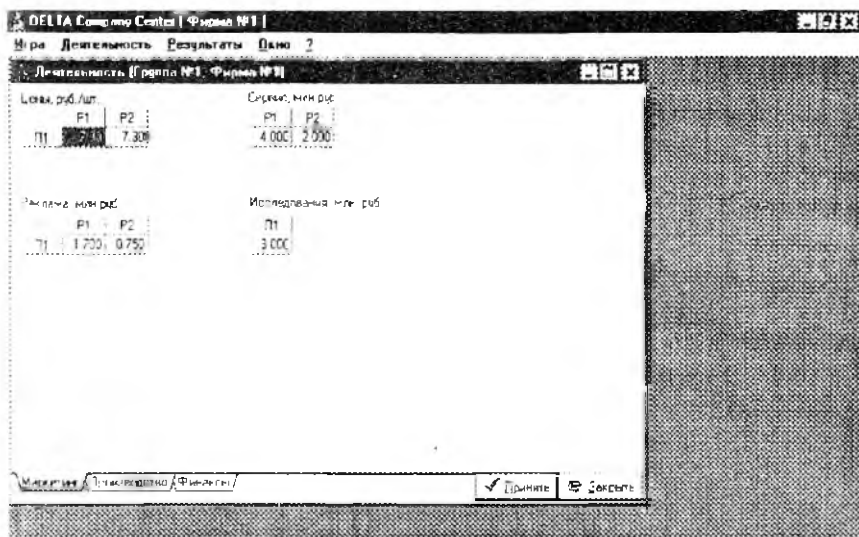 DELTA Company Center [ Фирма №1 ]
Игра Деятельность Результаты Окно ?
Деятельность [Группа №1, Фирма №1]
Цены, руб./шт. Сервис, млн руб
P1 P2 P1 P2
П1 7.300 4.000 2.000
Реклама млн руб Исследования млн руб
P1 P2 П1
П1 1.700 0.750 3.000
Маркетинг Производство Финансы Принять Закрыть